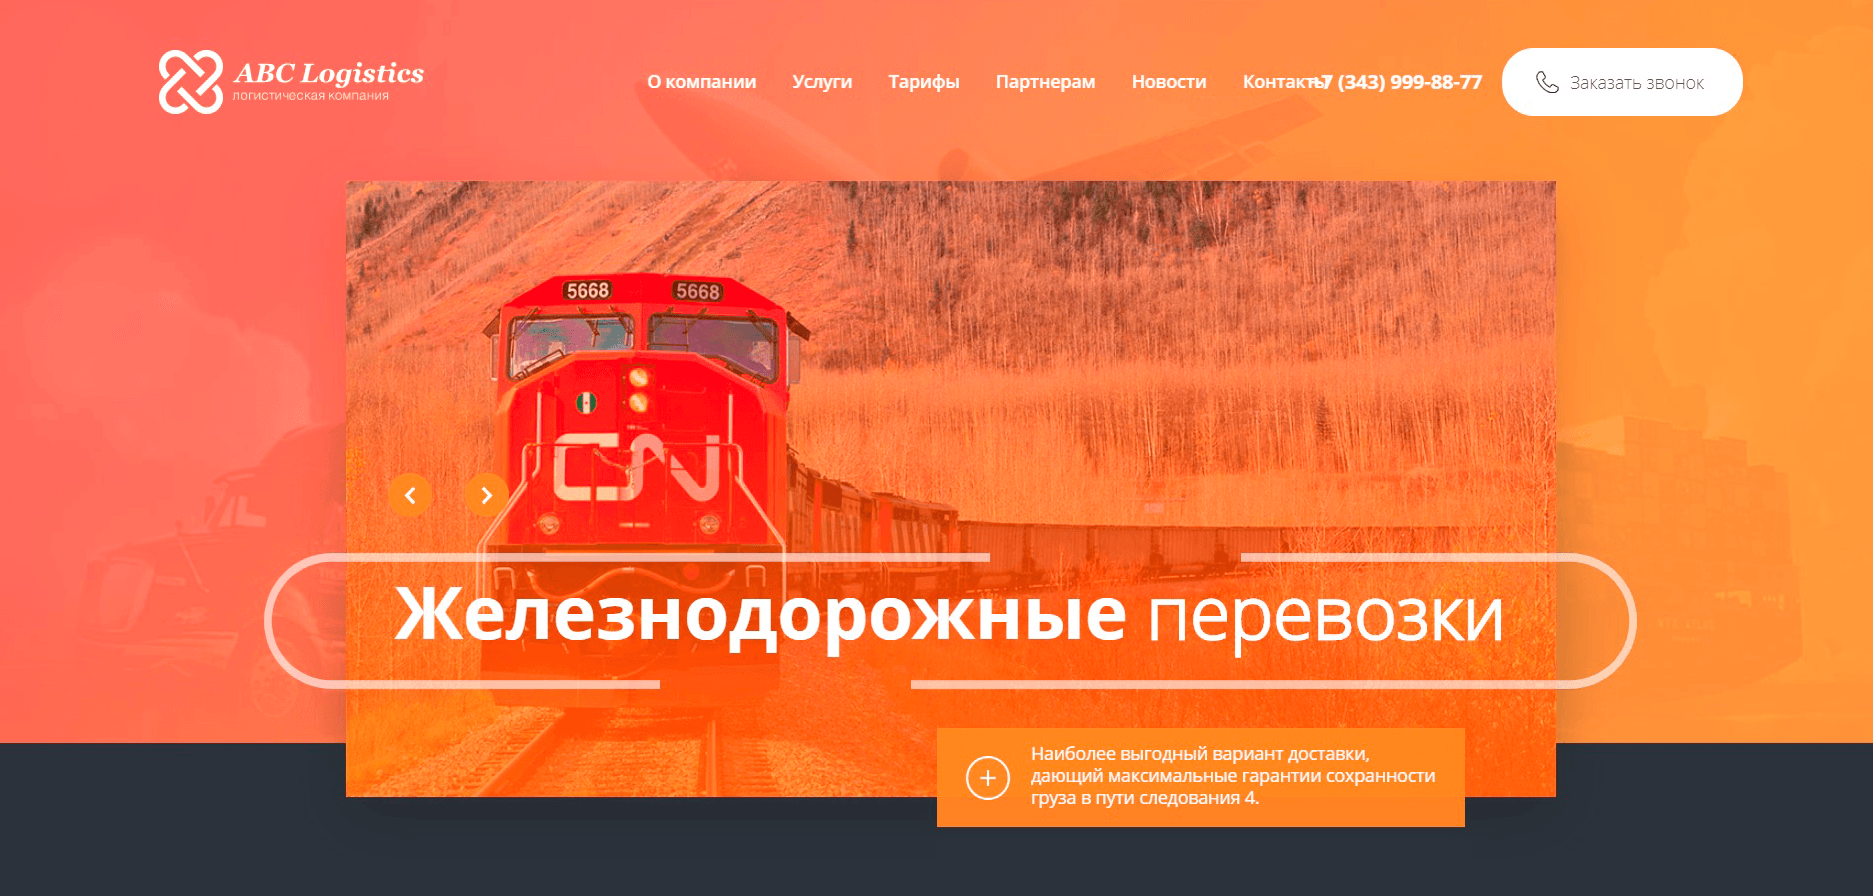 ABC Logistics
логистическая компания
О компании Услуги Тарифы Партнерам Новости Контакты
+7 (343) 999-88-77
Заказать звонок
5668 5668
CN
Железнодорожные перевозки
Наиболее выгодный вариант доставки,
дающий максимальные гарантии сохранности
груза в пути следования 4.